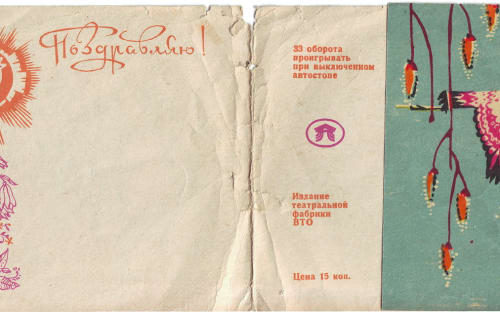 Поздравляю!
33 оборота
проигрывать
при выключенном
автостопе
Издание
театральной
фабрики
ВТО
Цена 15 коп.